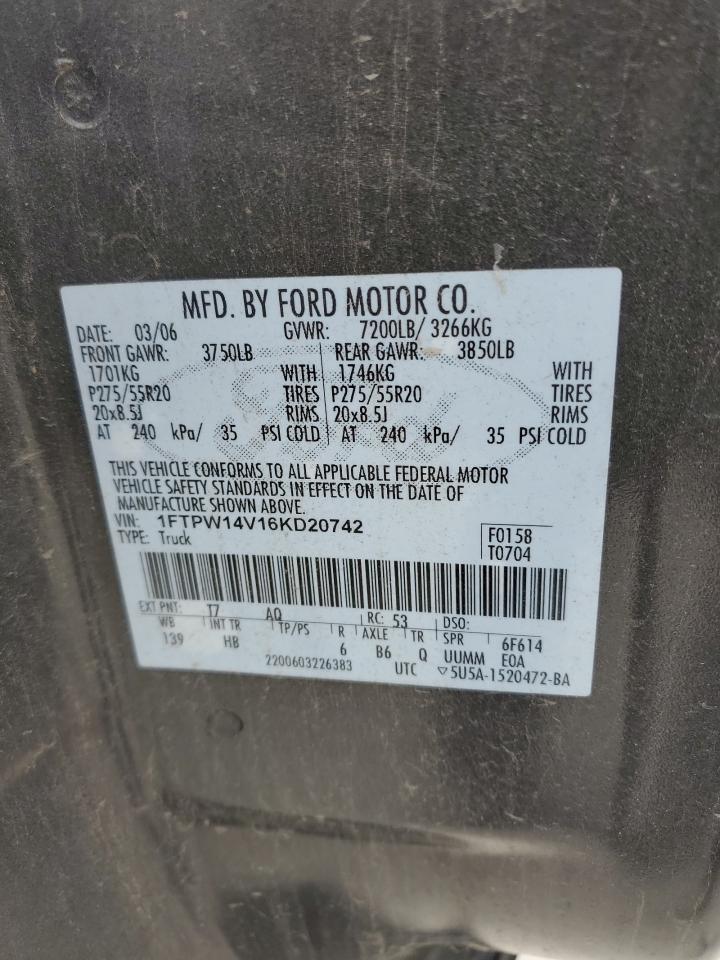 MFD. BY FORD MOTOR CO.
DATE: 03/06 GVWR: 7200LB/ 3266KG
FRONT GAWR: 3750LB REAR GAWR: 3850LB
1701KG WITH 1746KG WITH
P275/55R20 TIRES P275/55R20 TIRES
20x8.5J RIMS 20x8.5J RIMS
AT 240 kPa/ 35 PSI COLD AT 240 kPa/ 35 PSI COLD
Ford
THIS VEHICLE CONFORMS TO ALL APPLICABLE FEDERAL MOTOR
VEHICLE SAFETY STANDARDS IN EFFECT ON THE DATE OF
MANUFACTURE SHOWN ABOVE.
VIN: 1FTPW14V16KD20742 F0158
TYPE: Truck T0704
EXT PNT: T7 AQ RC: 53 DSO:
WB INT TR TP/PS R AXLE TR SPR 6F614
139 HB 6 B6 Q UUMM EOA
2200603226383 UTC ▽5U5A-1520472-BA